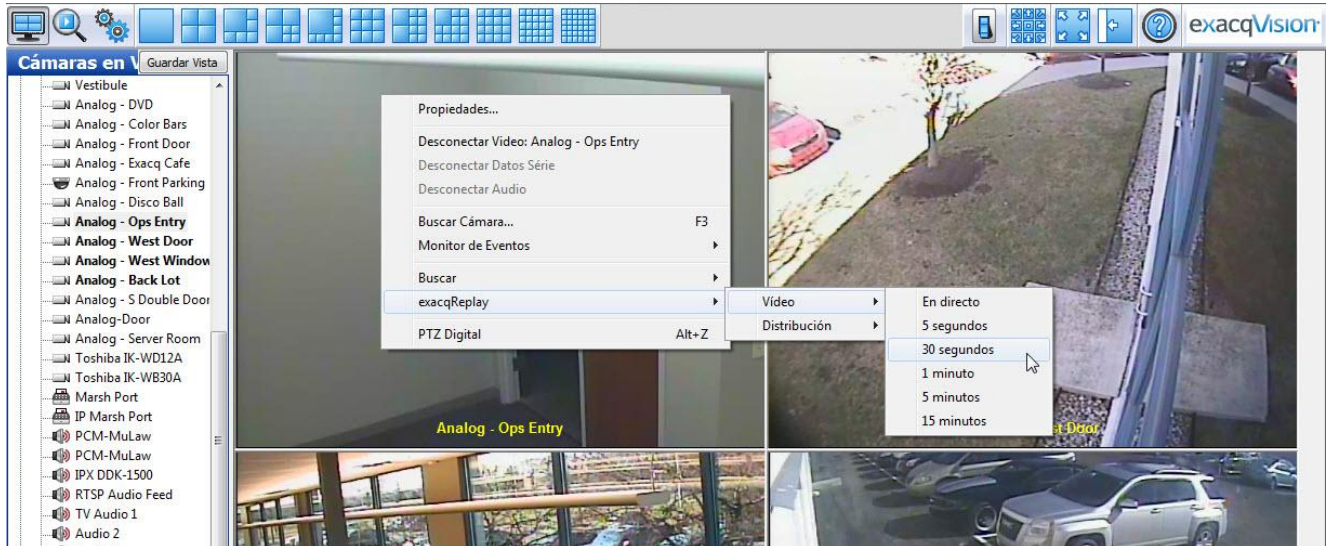 exacqVision
Cámaras en V
Guardar Vista
Vestibule
Analog - DVD
Analog - Color Bars
Analog - Front Door
Analog - Exacq Cafe
Analog - Front Parking
Analog - Disco Ball
Analog - Ops Entry
Analog - West Door
Analog - West Window
Analog - Back Lot
Analog - S Double Door
Analog-Door
Analog - Server Room
Toshiba IK-WD12A
Toshiba IK-WB30A
Marsh Port
IP Marsh Port
PCM-MuLaw
PCM-MuLaw
IPX DDK-1500
RTSP Audio Feed
TV Audio 1
Audio 2
Propiedades...
Desconectar Video: Analog - Ops Entry
Desconectar Datos Série
Desconectar Audio
Buscar Cámara... F3
Monitor de Eventos
Buscar
exacqReplay
PTZ Digital Alt+Z
Vídeo
Distribución
En directo
5 segundos
30 segundos
1 minuto
5 minutos
15 minutos
Analog - Ops Entry
st Door